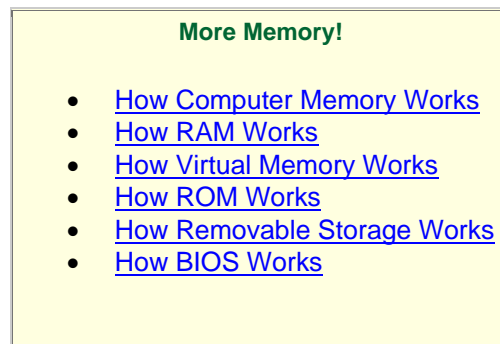 More Memory!
• How Computer Memory Works
• How RAM Works
• How Virtual Memory Works
• How ROM Works
• How Removable Storage Works
• How BIOS Works